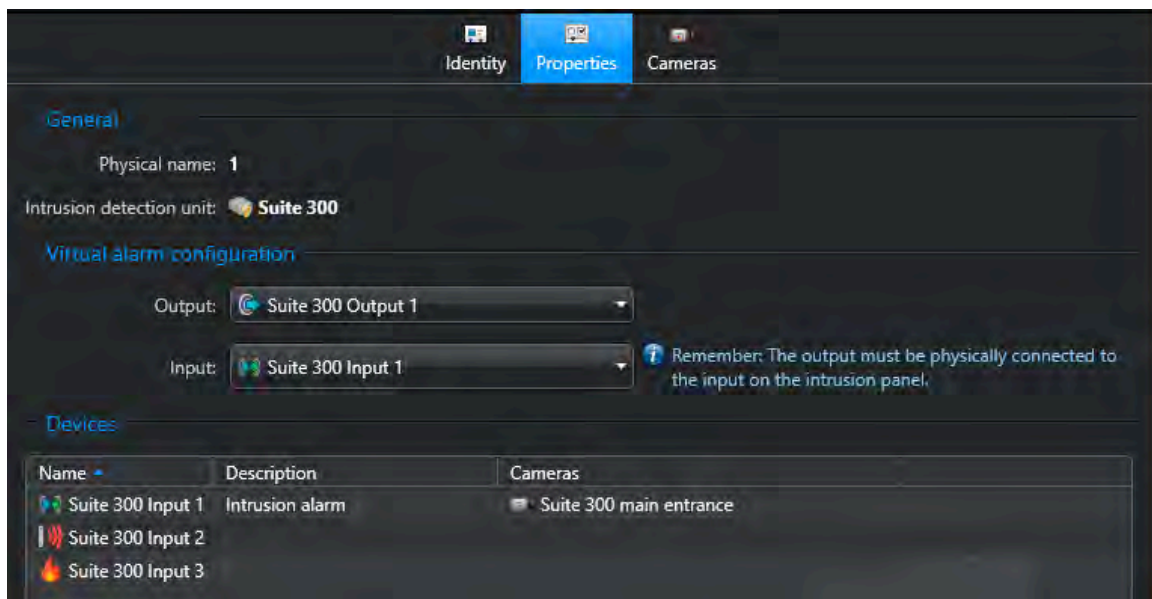 Identity Properties Cameras
General
Physical name: 1
Intrusion detection unit: Suite 300
Virtual alarm configuration
Output: Suite 300 Output 1
Input: Suite 300 Input 1
Remember: The output must be physically connected to
the input on the intrusion panel.
Devices
Name Description Cameras
Suite 300 Input 1 Intrusion alarm Suite 300 main entrance
Suite 300 Input 2
Suite 300 Input 3